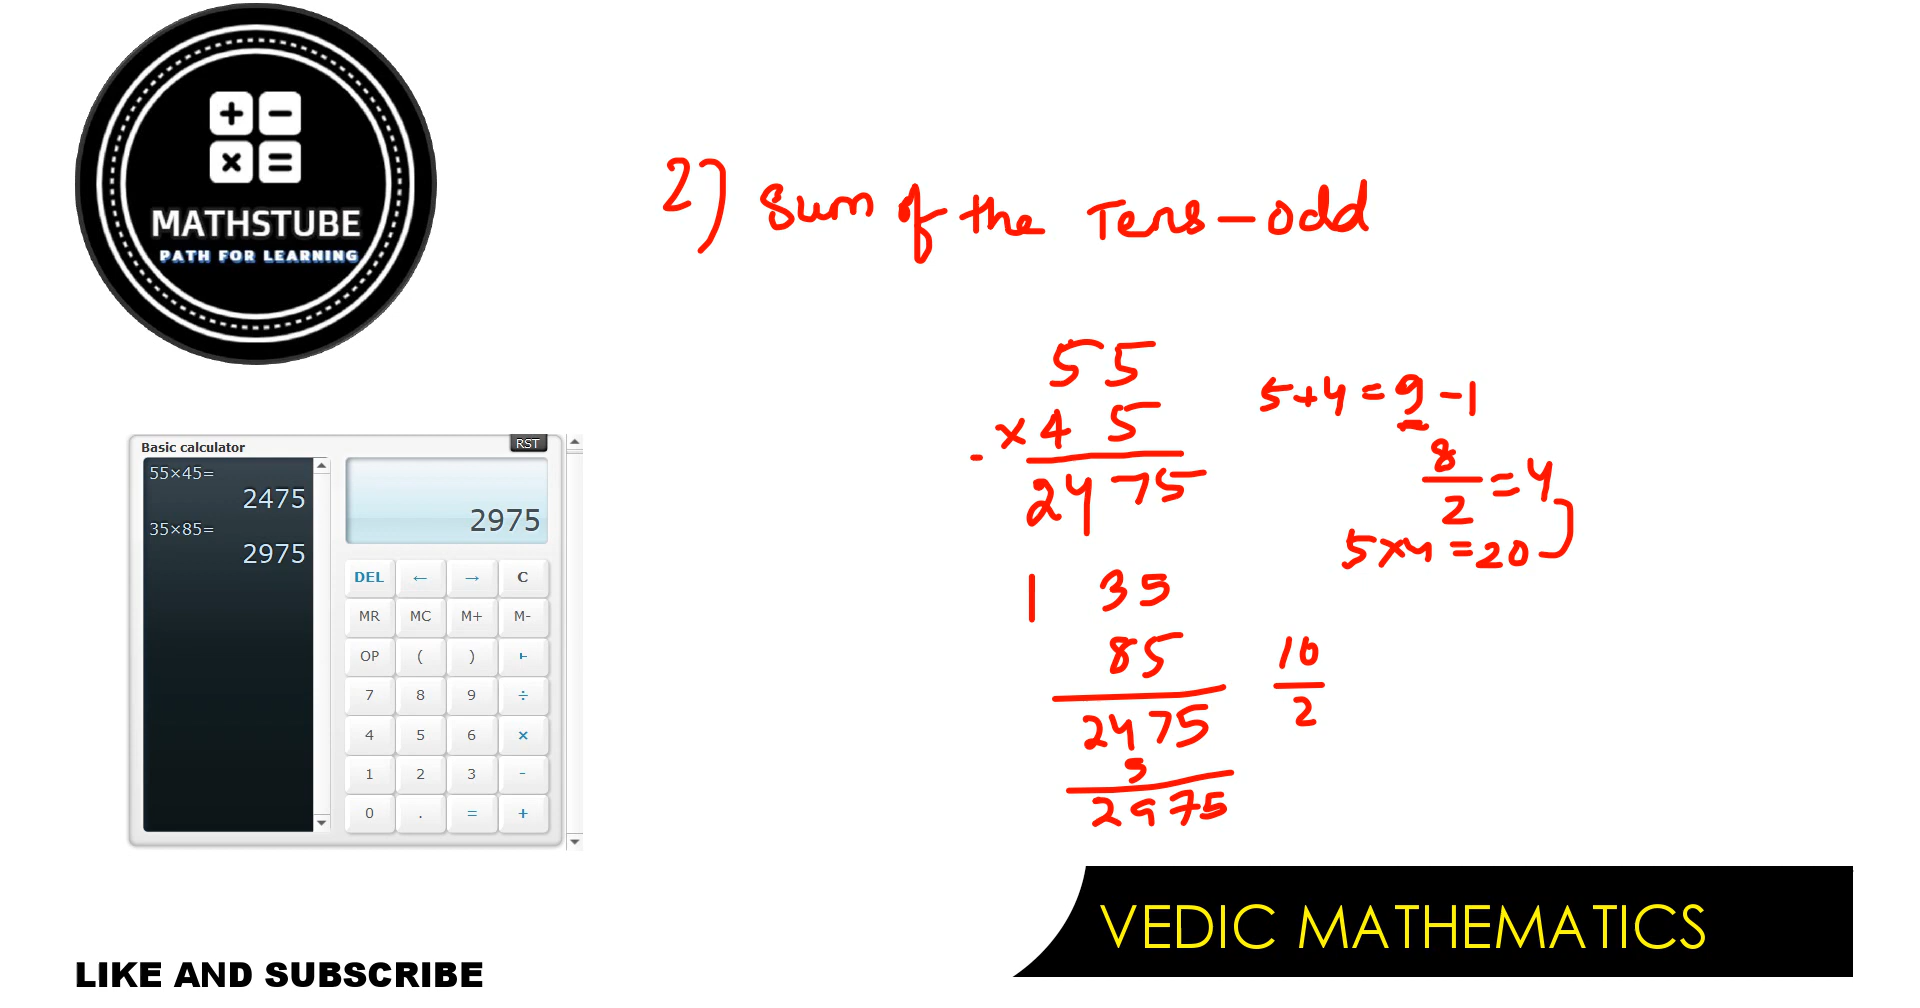 + −
× =
MATHSTUBE
PATH FOR LEARNING
2) Sum of the Tens - odd
55
× 45
2475
5+4=9-1
8
2
=4
5×4=20
1 35
85
2475
5
2975
10
2
Basic calculator
RST
55×45=
2475
35×85=
2975
2975
DEL ← → C
MR MC M+ M-
OP ( )
7 8 9 ÷
4 5 6 ×
1 2 3 -
0 . = +
VEDIC MATHEMATICS
LIKE AND SUBSCRIBE